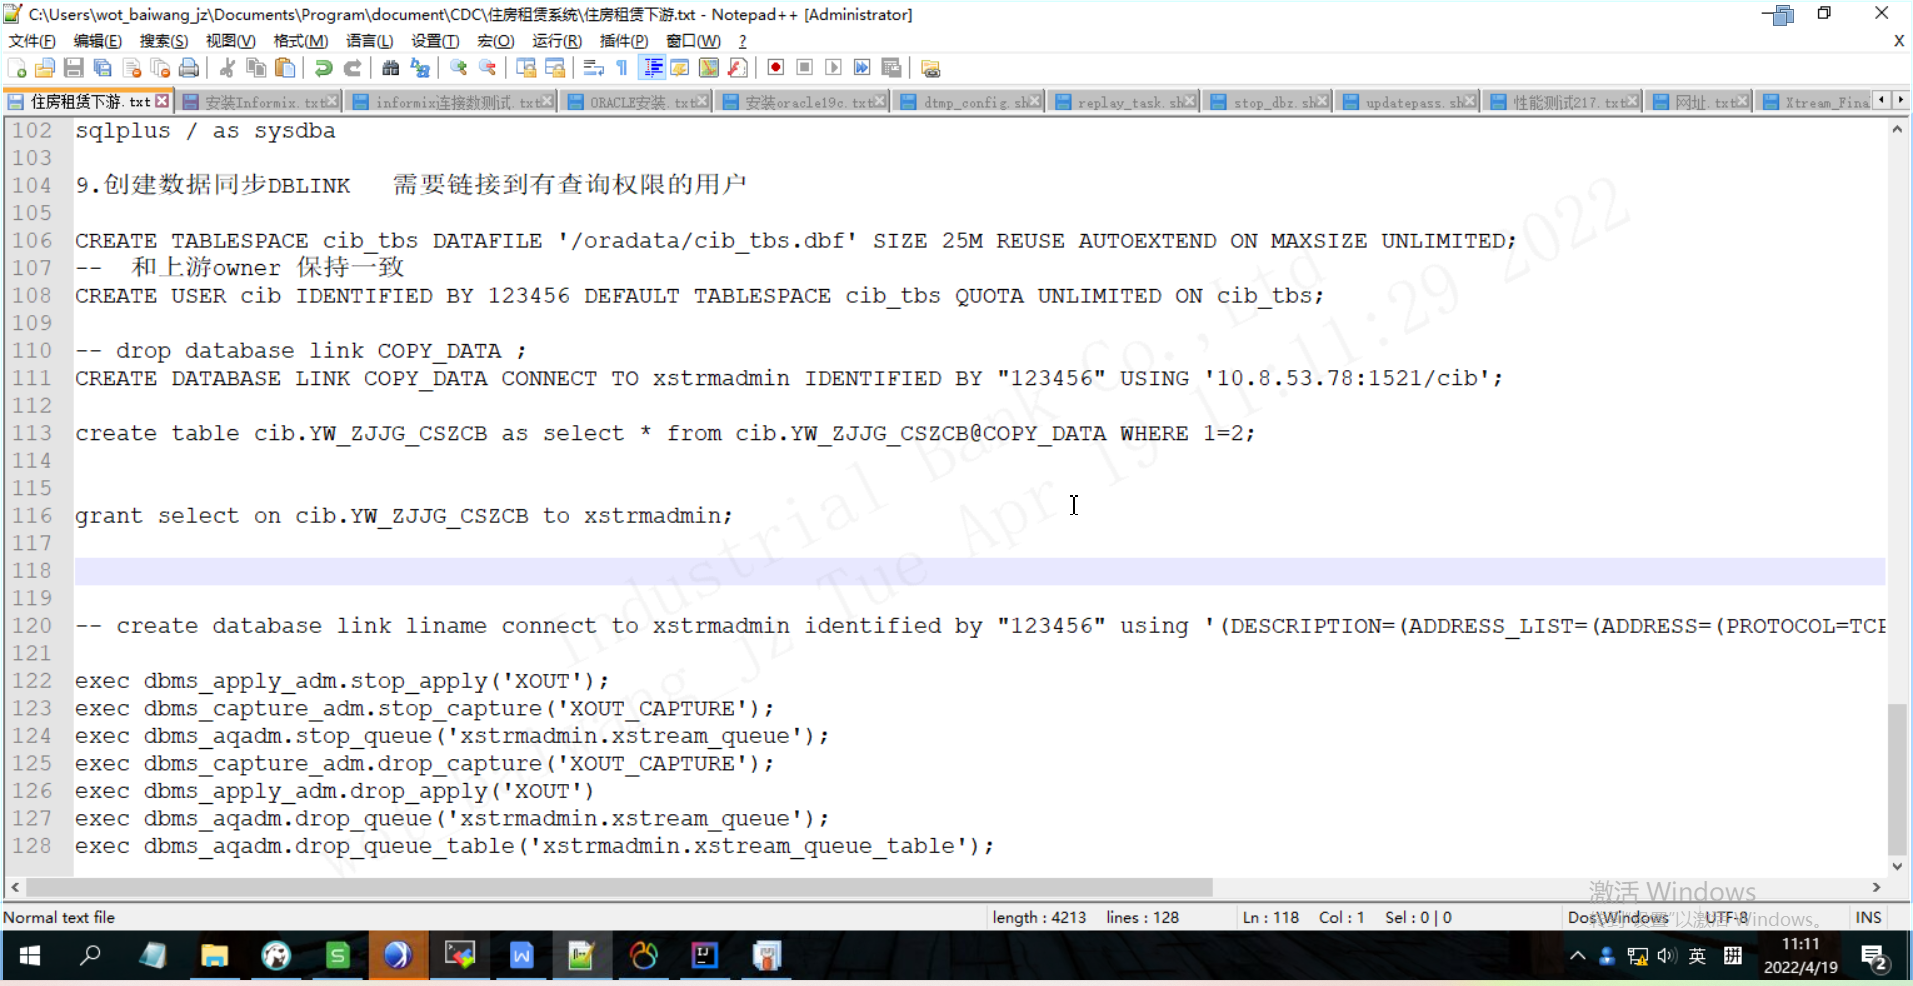 C:\Users\wot_baiwang_jz\Documents\Program\document\CDC\住房租赁系统\住房租赁下游.txt - Notepad++ [Administrator]
文件(F) 编辑(E) 搜索(S) 视图(V) 格式(M) 语言(L) 设置(T) 宏(O) 运行(R) 插件(P) 窗口(W) ? X
住房租赁下游.txt 安装Informix.txt informix连接数测试.txt ORACLE安装.txt 安装oracle19c.txt dtmp_config.sh replay_task.sh stop_dbz.sh updatepass.sh 性能测试217.txt 网址.txt Xtream_Fina
102 sqlplus / as sysdba
103
104 9.创建数据同步DBLINK 需要链接到有查询权限的用户
105
106 CREATE TABLESPACE cib_tbs DATAFILE '/oradata/cib_tbs.dbf' SIZE 25M REUSE AUTOEXTEND ON MAXSIZE UNLIMITED;
107 -- 和上游owner 保持一致
108 CREATE USER cib IDENTIFIED BY 123456 DEFAULT TABLESPACE cib_tbs QUOTA UNLIMITED ON cib_tbs;
109
110 -- drop database link COPY_DATA ;
111 CREATE DATABASE LINK COPY_DATA CONNECT TO xstrmadmin IDENTIFIED BY "123456" USING '10.8.53.78:1521/cib';
112
113 create table cib.YW_ZJJG_CSZCB as select * from cib.YW_ZJJG_CSZCB@COPY_DATA WHERE 1=2;
114
115
116 grant select on cib.YW_ZJJG_CSZCB to xstrmadmin;
117
118
119
120 -- create database link liname connect to xstrmadmin identified by "123456" using '(DESCRIPTION=(ADDRESS_LIST=(ADDRESS=(PROTOCOL=TCP
121
122 exec dbms_apply_adm.stop_apply('XOUT');
123 exec dbms_capture_adm.stop_capture('XOUT_CAPTURE');
124 exec dbms_aqadm.stop_queue('xstrmadmin.xstream_queue');
125 exec dbms_capture_adm.drop_capture('XOUT_CAPTURE');
126 exec dbms_apply_adm.drop_apply('XOUT')
127 exec dbms_aqadm.drop_queue('xstrmadmin.xstream_queue');
128 exec dbms_aqadm.drop_queue_table('xstrmadmin.xstream_queue_table');
Industrial Bank Co.,Ltd
wot_baiwang_jz Tue Apr 19 11:11:29 2022
激活 Windows
转到"设置"以激活 Windows。
Normal text file length : 4213 lines : 128 Ln : 118 Col : 1 Sel : 0 | 0 Dos\Windows UTF-8 INS
英 拼 11:11
2022/4/19 2